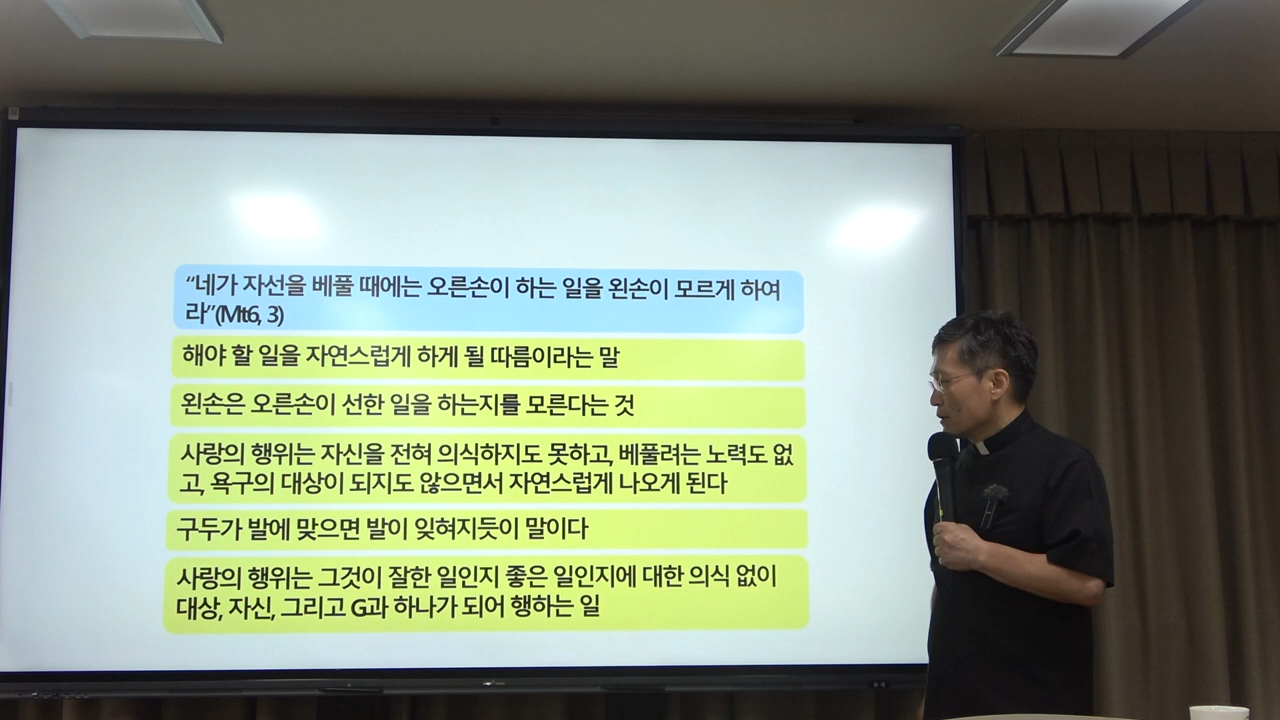 “네가 자선을 베풀 때에는 오른손이 하는 일을 왼손이 모르게 하여
라”(Mt6, 3)
해야 할 일을 자연스럽게 하게 될 따름이라는 말
왼손은 오른손이 선한 일을 하는지를 모른다는 것
사랑의 행위는 자신을 전혀 의식하지도 못하고, 베풀려는 노력도 없
고, 욕구의 대상이 되지도 않으면서 자연스럽게 나오게 된다
구두가 발에 맞으면 발이 잊혀지듯이 말이다
사랑의 행위는 그것이 잘한 일인지 좋은 일인지에 대한 의식 없이
대상, 자신, 그리고 G과 하나가 되어 행하는 일